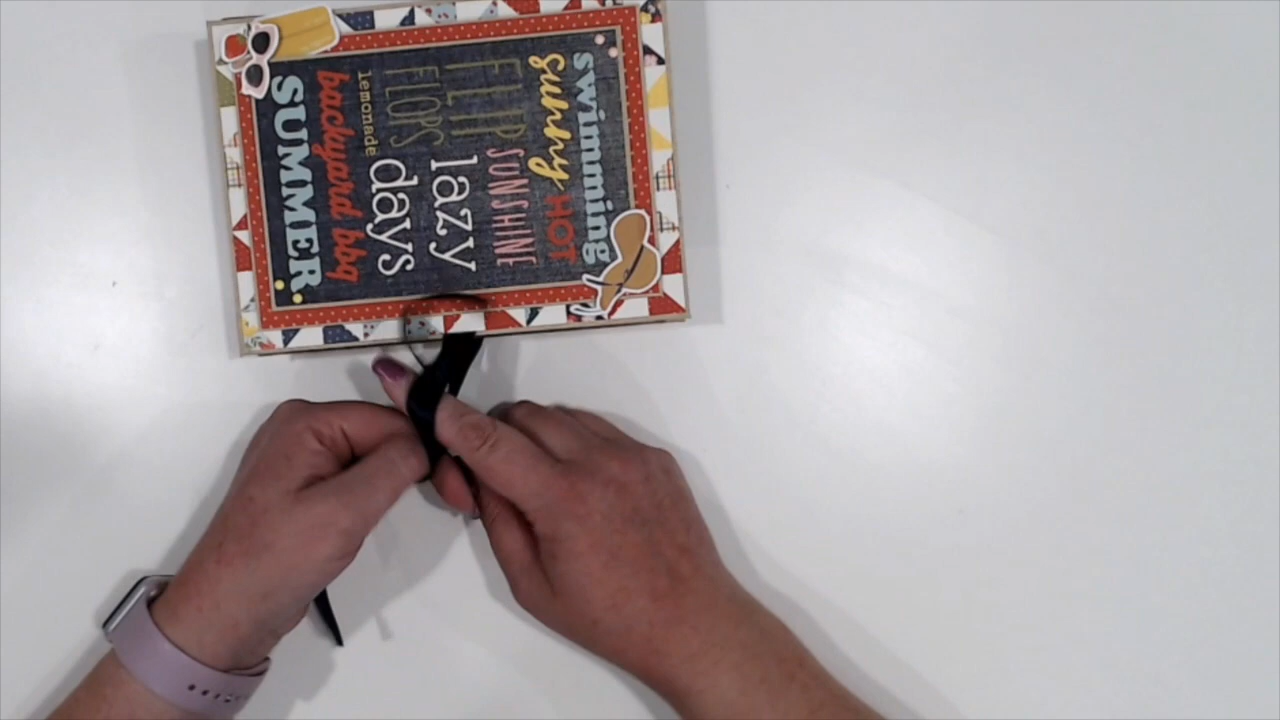 swimming
sunny HOT
FLIP SUNSHINE
FLOPS lazy
lemonade days
backyard bbq
SUMMER